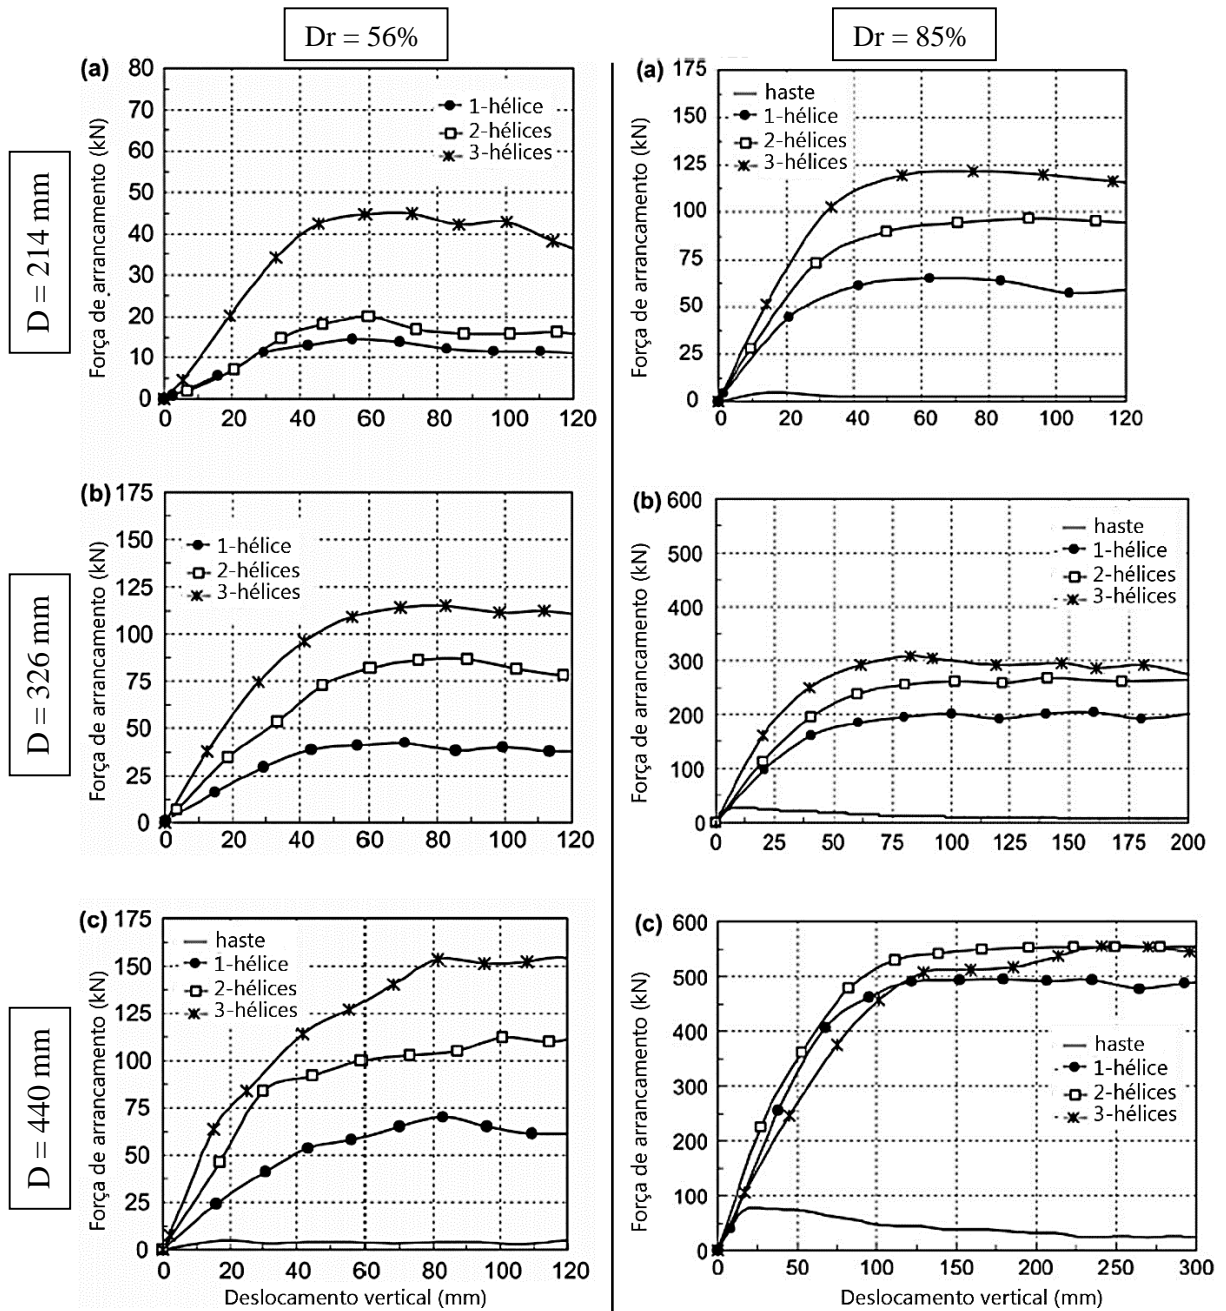 Dr = 56%
Dr = 85%
D = 214 mm
(a)
Força de arrancamento (kN)
80
70
60
50
40
30
20
10
0
1-hélice
2-hélices
3-hélices
0 20 40 60 80 100 120
(a)
Força de arrancamento (kN)
175
150
125
100
75
50
25
0
haste
1-hélice
2-hélices
3-hélices
0 20 40 60 80 100 120
D = 326 mm
(b)
Força de arrancamento (kN)
175
150
125
100
75
50
25
0
1-hélice
2-hélices
3-hélices
0 20 40 60 80 100 120
(b)
Força de arrancamento (kN)
600
500
400
300
200
100
0
haste
1-hélice
2-hélices
3-hélices
0 25 50 75 100 125 150 175 200
D = 440 mm
(c)
Força de arrancamento (kN)
175
150
125
100
75
50
25
0
haste
1-hélice
2-hélices
3-hélices
0 20 40 60 80 100 120
Deslocamento vertical (mm)
(c)
Força de arrancamento (kN)
600
500
400
300
200
100
0
haste
1-hélice
2-hélices
3-hélices
0 50 100 150 200 250 300
Deslocamento vertical (mm)